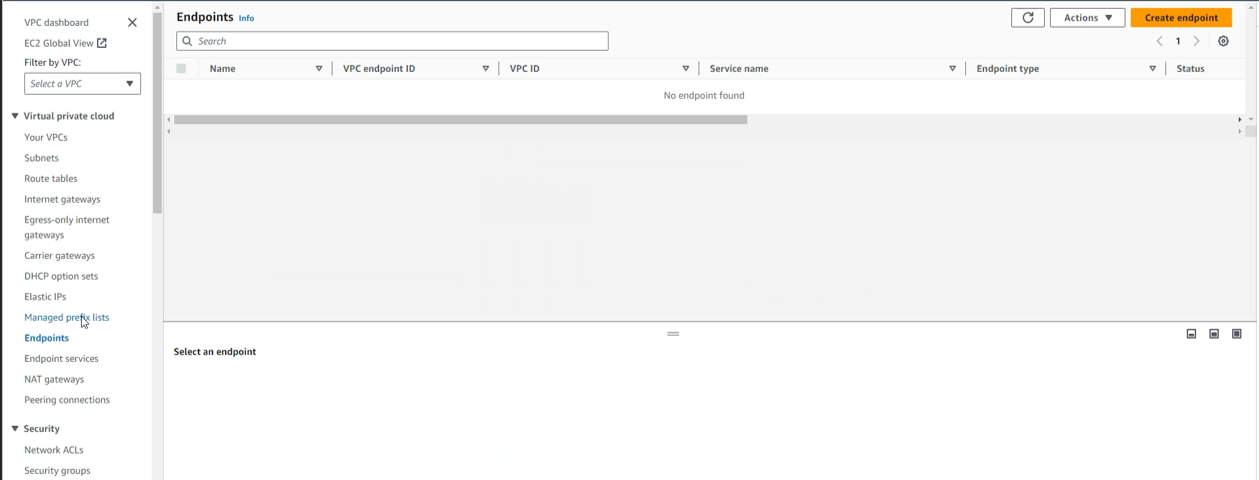 VPC dashboard
EC2 Global View
Filter by VPC:
Select a VPC
Virtual private cloud
Your VPCs
Subnets
Route tables
Internet gateways
Egress-only internet
gateways
Carrier gateways
DHCP option sets
Elastic IPs
Managed prefix lists
Endpoints
Endpoint services
NAT gateways
Peering connections
Security
Network ACLs
Security groups
Endpoints Info
Actions
Create endpoint
Search
1
Name VPC endpoint ID VPC ID Service name Endpoint type Status
No endpoint found
Select an endpoint